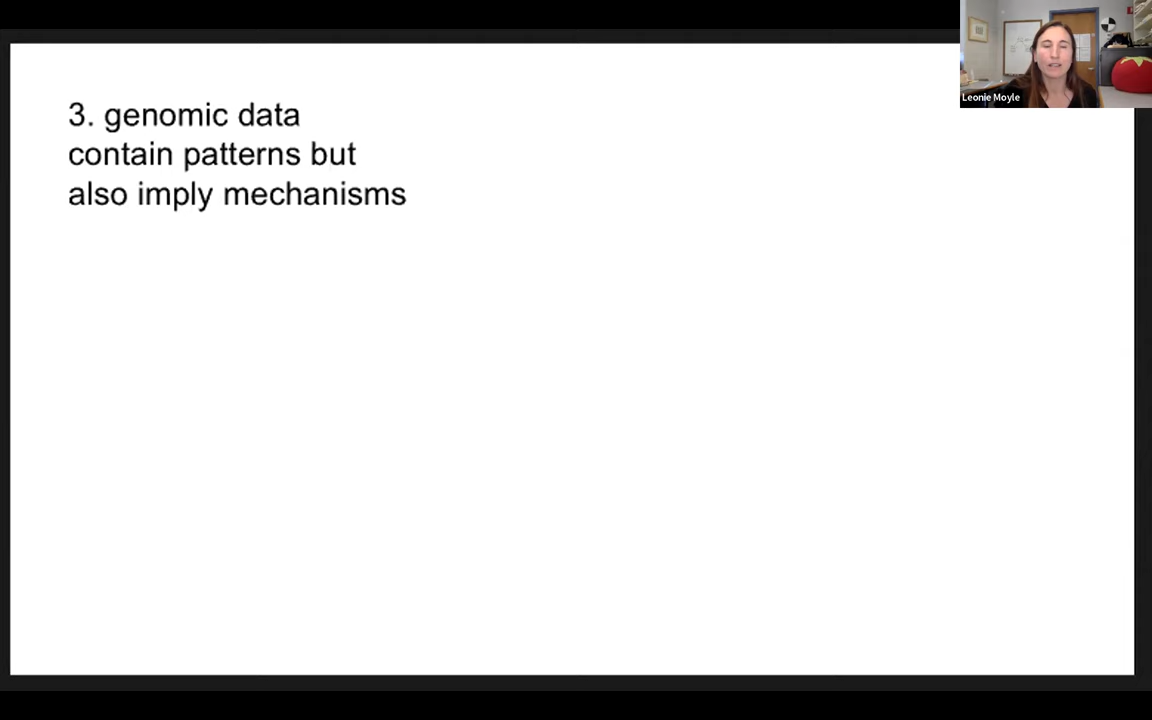 3. genomic data
contain patterns but
also imply mechanisms
Leonie Moyle